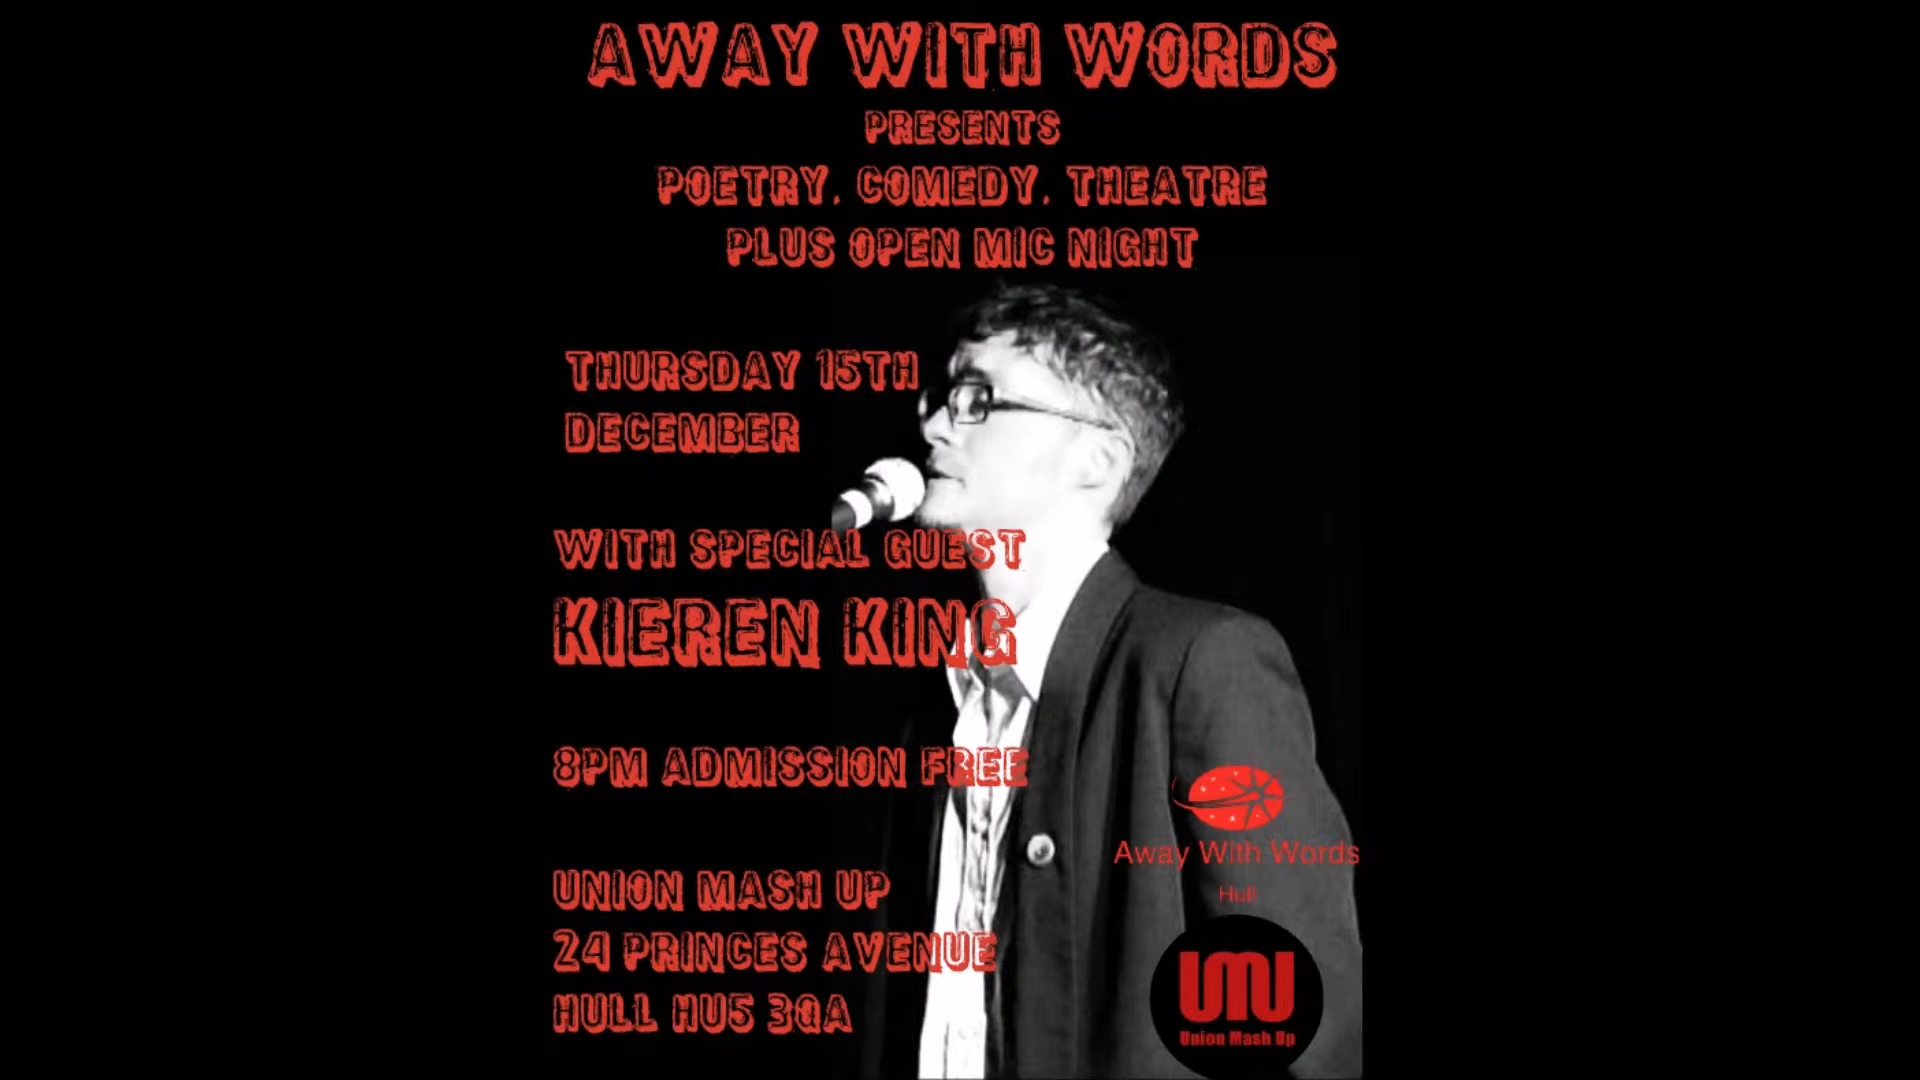 AWAY WITH WORDS
PRESENTS
POETRY. COMEDY. THEATRE
PLUS OPEN MIC NIGHT
THURSDAY 15TH
DECEMBER
WITH SPECIAL GUEST
KIEREN KING
8PM ADMISSION FREE
UNION MASH UP
24 PRINCES AVENUE
HULL HU5 3QA
Away With Words
Hull
UMU
Union Mash Up